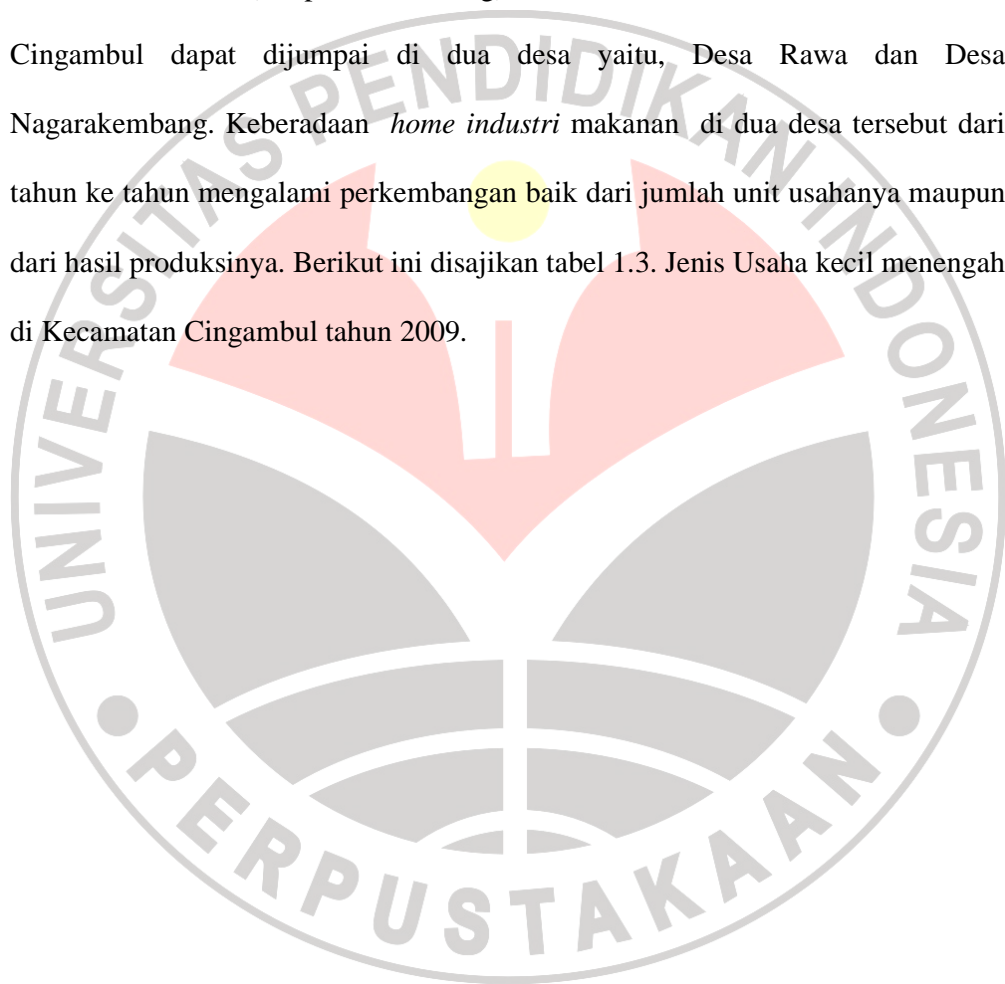 Cingambul dapat dijumpai di dua desa yaitu, Desa Rawa dan Desa
Nagarakembang. Keberadaan home industri makanan di dua desa tersebut dari
tahun ke tahun mengalami perkembangan baik dari jumlah unit usahanya maupun
dari hasil produksinya. Berikut ini disajikan tabel 1.3. Jenis Usaha kecil menengah
di Kecamatan Cingambul tahun 2009.
UNIVERSITAS PENDIDIKAN INDONESIA
PERPUSTAKAAN